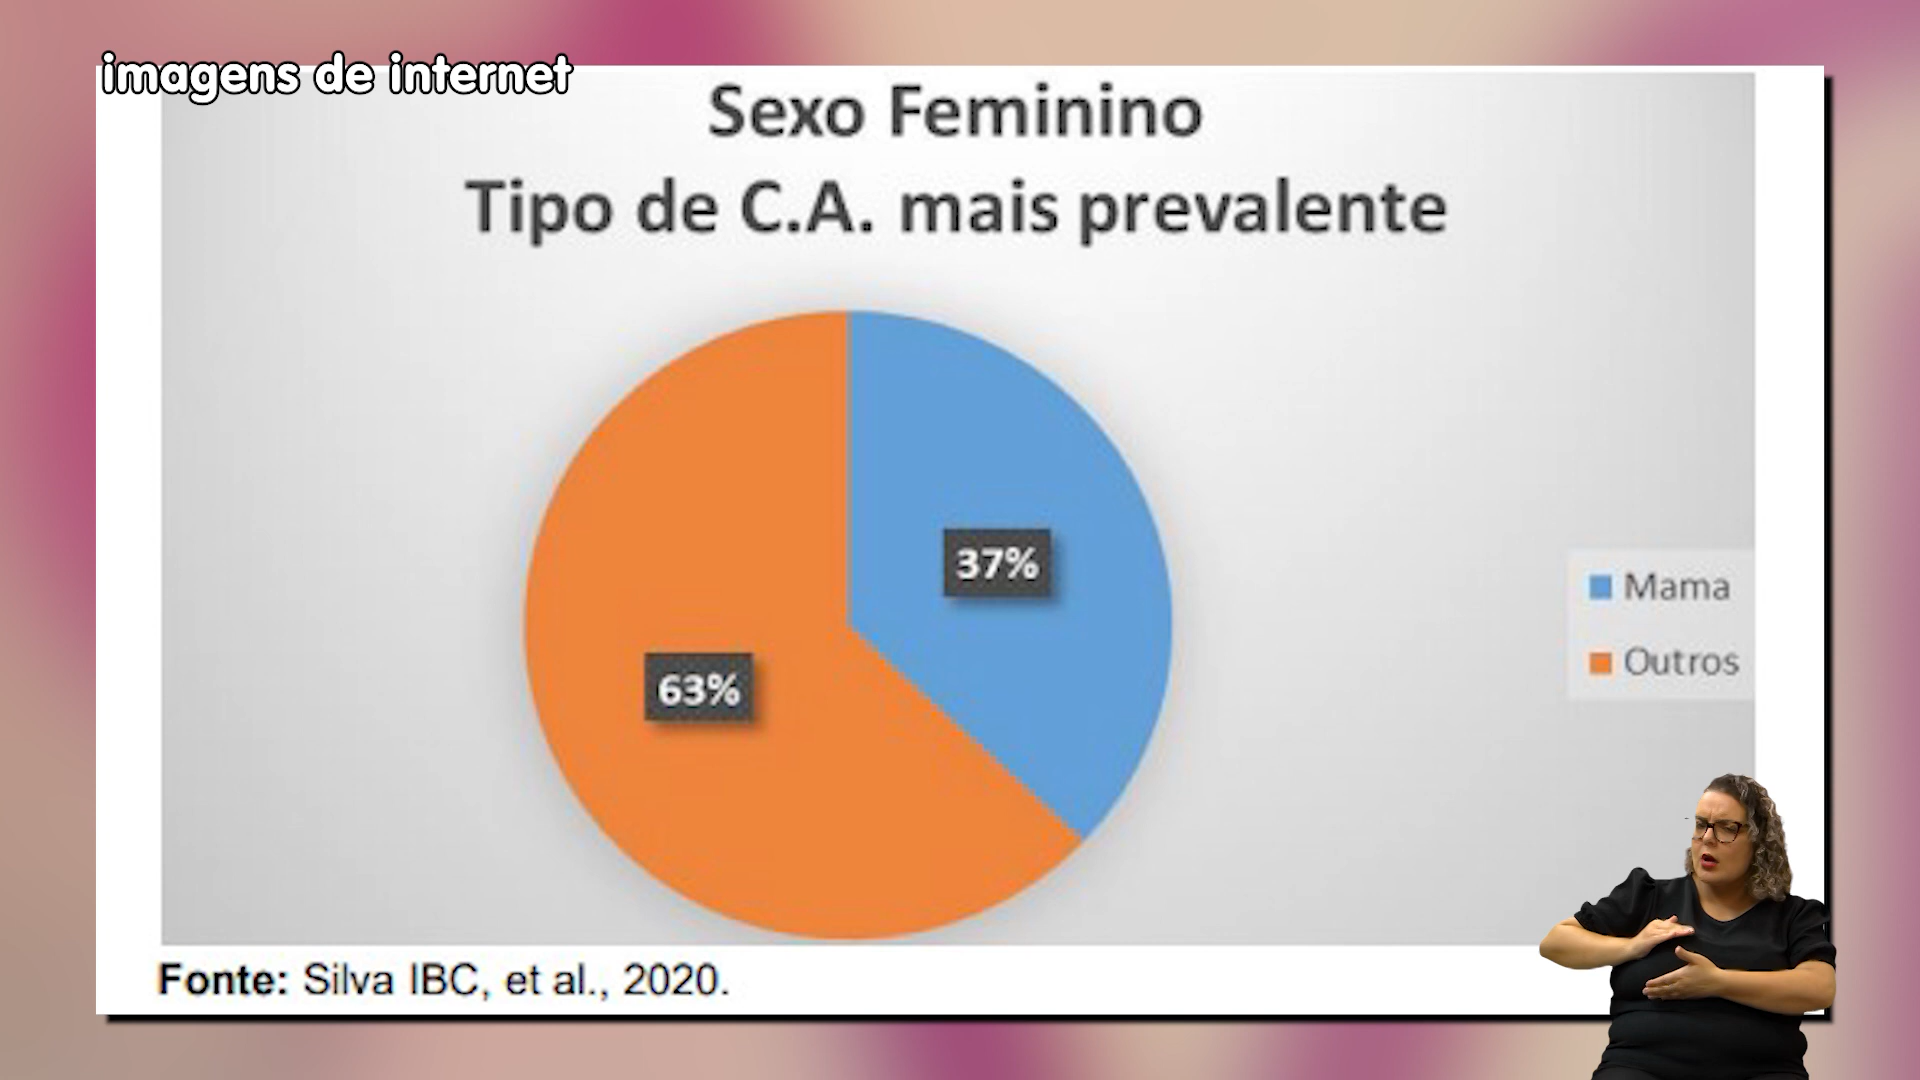 imagens de internet
Sexo Feminino
Tipo de C.A. mais prevalente
37%
63%
Mama
Outros
Fonte: Silva IBC, et al., 2020.